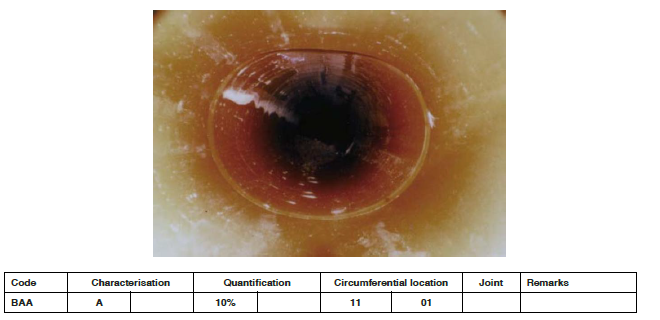 Code Characterisation Quantification Circumferential location Joint Remarks
BAA A 10% 11 01